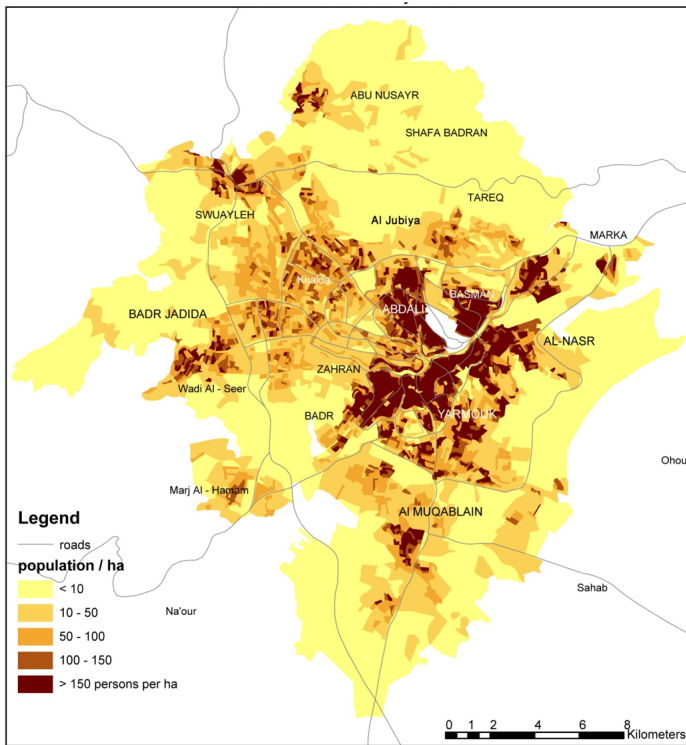 ABU NUSAYR
SHAFA BADRAN
TAREQ
SWUAYLEH
Al Jubiya
MARKA
Khalda
BASMAN
BADR JADIDA
ABDALI
AL-NASR
ZAHRAN
Wadi Al - Seer
BADR
YARMOUK
Ohou
Marj Al - Hamam
Al MUQABLAIN
Legend
roads
population / ha
< 10
10 - 50
50 - 100
100 - 150
> 150 persons per ha
Sahab
Na'our
0 1 2 4 6 8
Kilometers